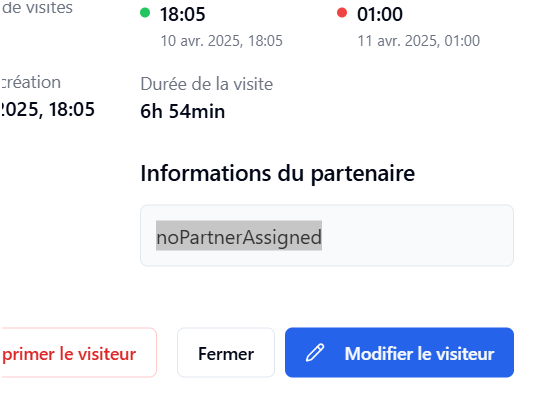 de visites
18:05
10 avr. 2025, 18:05
01:00
11 avr. 2025, 01:00
création
2025, 18:05
Durée de la visite
6h 54min
Informations du partenaire
noPartnerAssigned
primer le visiteur
Fermer
Modifier le visiteur